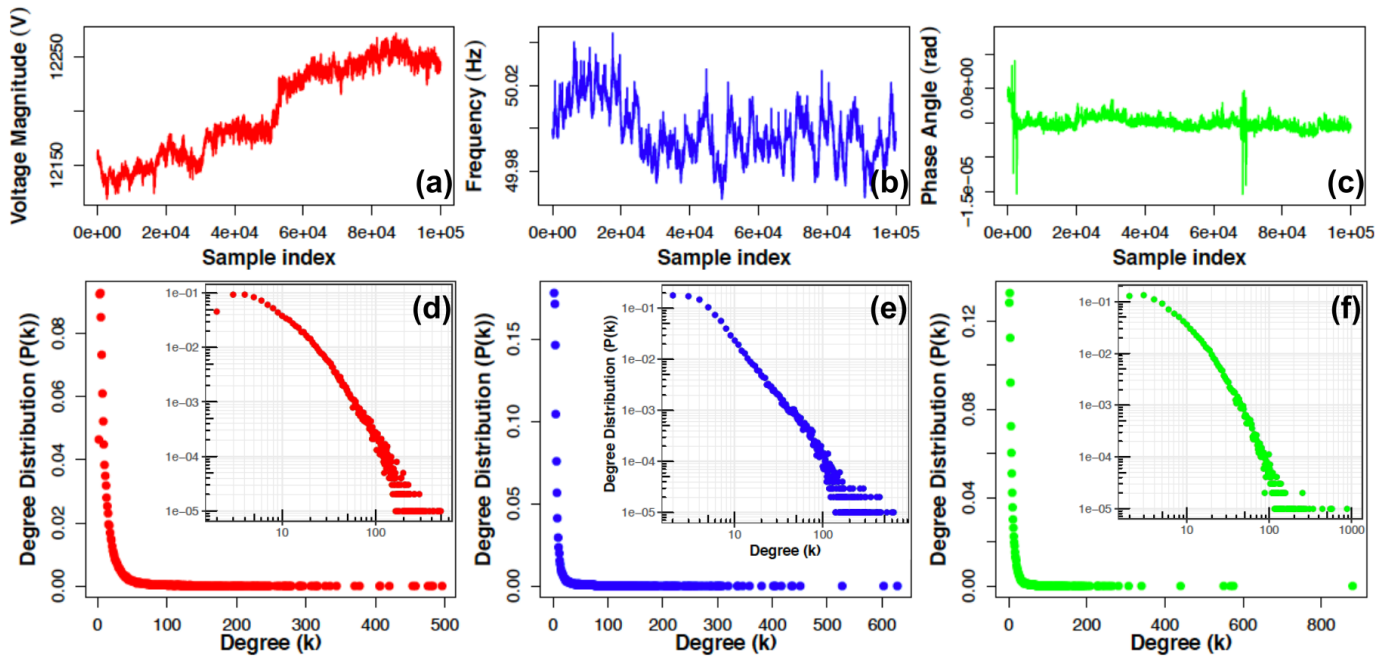 Voltage Magnitude (V)
12250
12150
(a)
0e+00 2e+04 4e+04 6e+04 8e+04 1e+05
Sample index
Frequency (Hz)
50.02
49.98
(b)
0e+00 2e+04 4e+04 6e+04 8e+04 1e+05
Sample index
Phase Angle (rad)
0.0e+00
−1.5e−05
(c)
0e+00 2e+04 4e+04 6e+04 8e+04 1e+05
Sample index
Degree Distribution (P(k))
0.08
0.06
0.04
0.02
0.00
(d)
1e−01
1e−02
1e−03
1e−04
1e−05
10 100
0 100 200 300 400 500
Degree (k)
Degree Distribution (P(k))
0.15
0.10
0.05
0.00
(e)
Degree Distribution (P(k))
1e−01
1e−02
1e−03
1e−04
1e−05
10 100
Degree (k)
0 100 200 300 400 500 600
Degree (k)
Degree Distribution (P(k))
0.12
0.08
0.04
0.00
(f)
1e−01
1e−02
1e−03
1e−04
1e−05
10 100 1000
0 200 400 600 800
Degree (k)